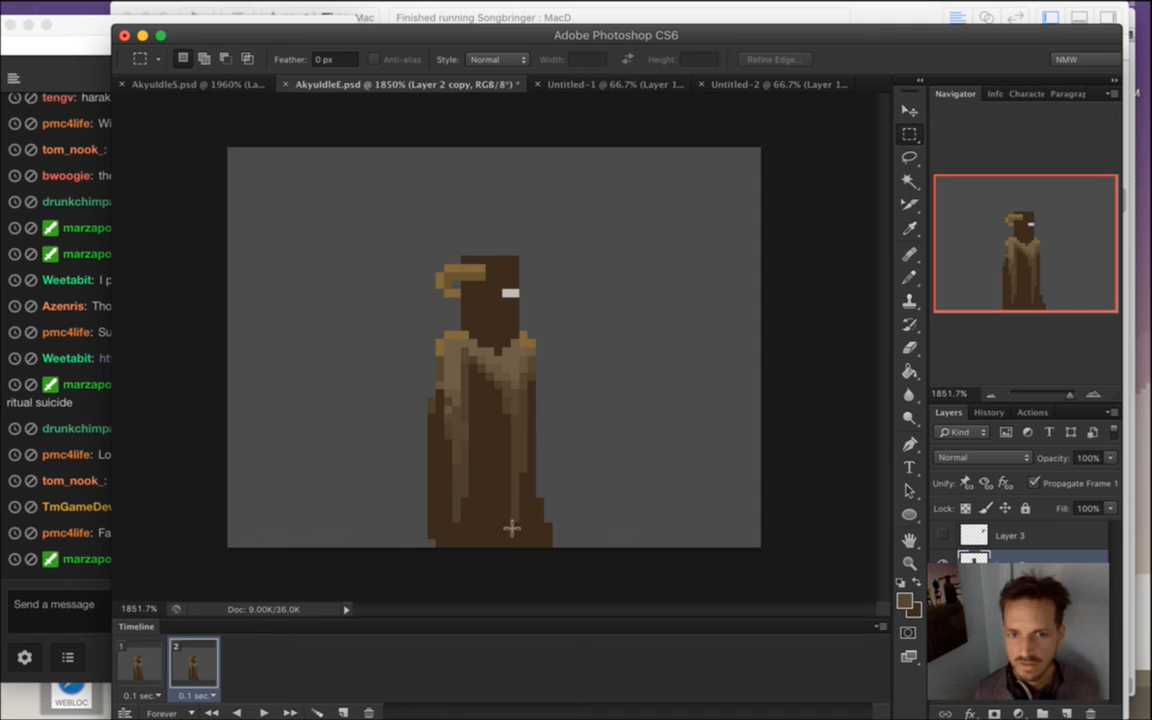 Mac
Finished running Songbringer : MacD
Adobe Photoshop CS6
Feather: 0 px
Anti-alias
Style: Normal
Width:
Height:
Refine Edge...
NMW
AkyuIdleS.psd @ 1960% (La...
AkyuIdleE.psd @ 1850% (Layer 2 copy, RGB/8*) *
Untitled-1 @ 66.7% (Layer 1...
Untitled-2 @ 66.7% (Layer 1...
tengv: harak
pmc4life: Wi
tom_nook_:
bwoogie: the
drunkchimpa
marzapo
marzapo
Weetabit: I p
Azenris: Tho
pmc4life: Su
Weetabit: ht
marzapo
ritual suicide
drunkchimpa
pmc4life: Lo
tom_nook_:
TmGameDev
pmc4life: Fa
marzapo
Send a message
WEBLOC
Navigator
Info
Characte
Paragrap
1851.7%
Layers
History
Actions
Kind
Normal
Opacity: 100%
Unify:
Propagate Frame 1
Lock:
Fill: 100%
Layer 3
1851.7%
Doc: 9.00K/36.0K
Timeline
1
2
0.1 sec.
0.1 sec.
Forever
fx